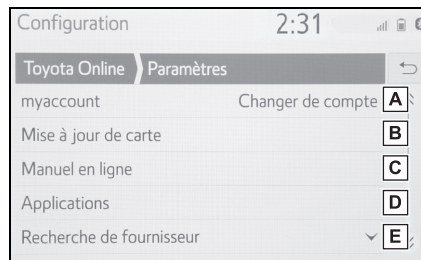 Configuration 2:31
Toyota Online Paramètres
myaccount Changer de compte A
Mise à jour de carte B
Manuel en ligne C
Applications D
Recherche de fournisseur E